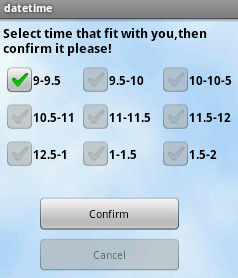 datetime
Select time that fit with you,then
confirm it please!
9-9.5 9.5-10 10-10-5
10.5-11 11-11.5 11.5-12
12.5-1 1-1.5 1.5-2
Confirm
Cancel